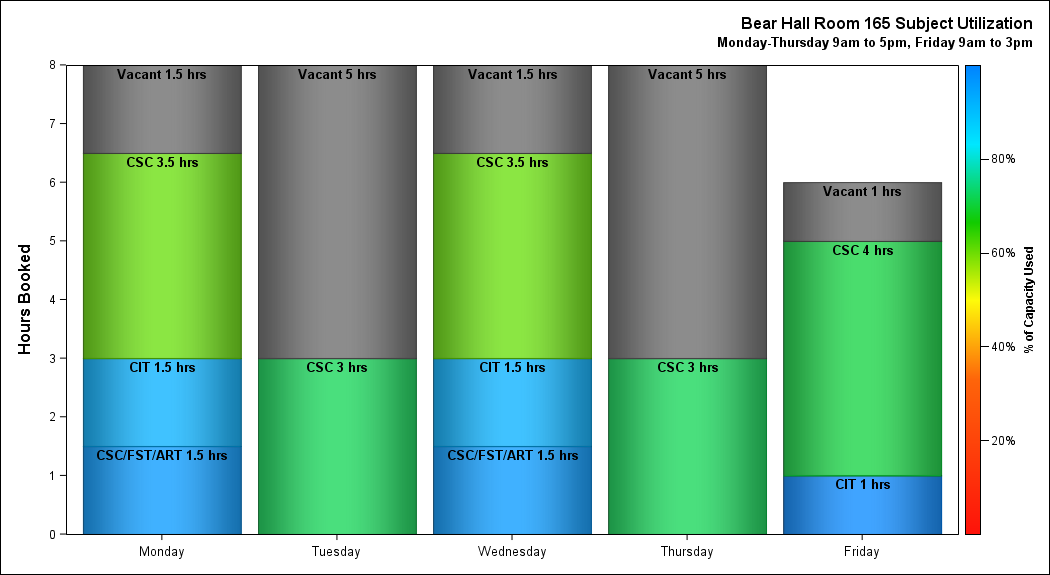 Bear Hall Room 165 Subject Utilization
Monday-Thursday 9am to 5pm, Friday 9am to 3pm
Hours Booked
8
7
6
5
4
3
2
1
0
Vacant 1.5 hrs
CSC 3.5 hrs
CIT 1.5 hrs
CSC/FST/ART 1.5 hrs
Vacant 5 hrs
CSC 3 hrs
Vacant 1.5 hrs
CSC 3.5 hrs
CIT 1.5 hrs
CSC/FST/ART 1.5 hrs
Vacant 5 hrs
CSC 3 hrs
Vacant 1 hrs
CSC 4 hrs
CIT 1 hrs
Monday
Tuesday
Wednesday
Thursday
Friday
80%
60%
40%
20%
% of Capacity Used